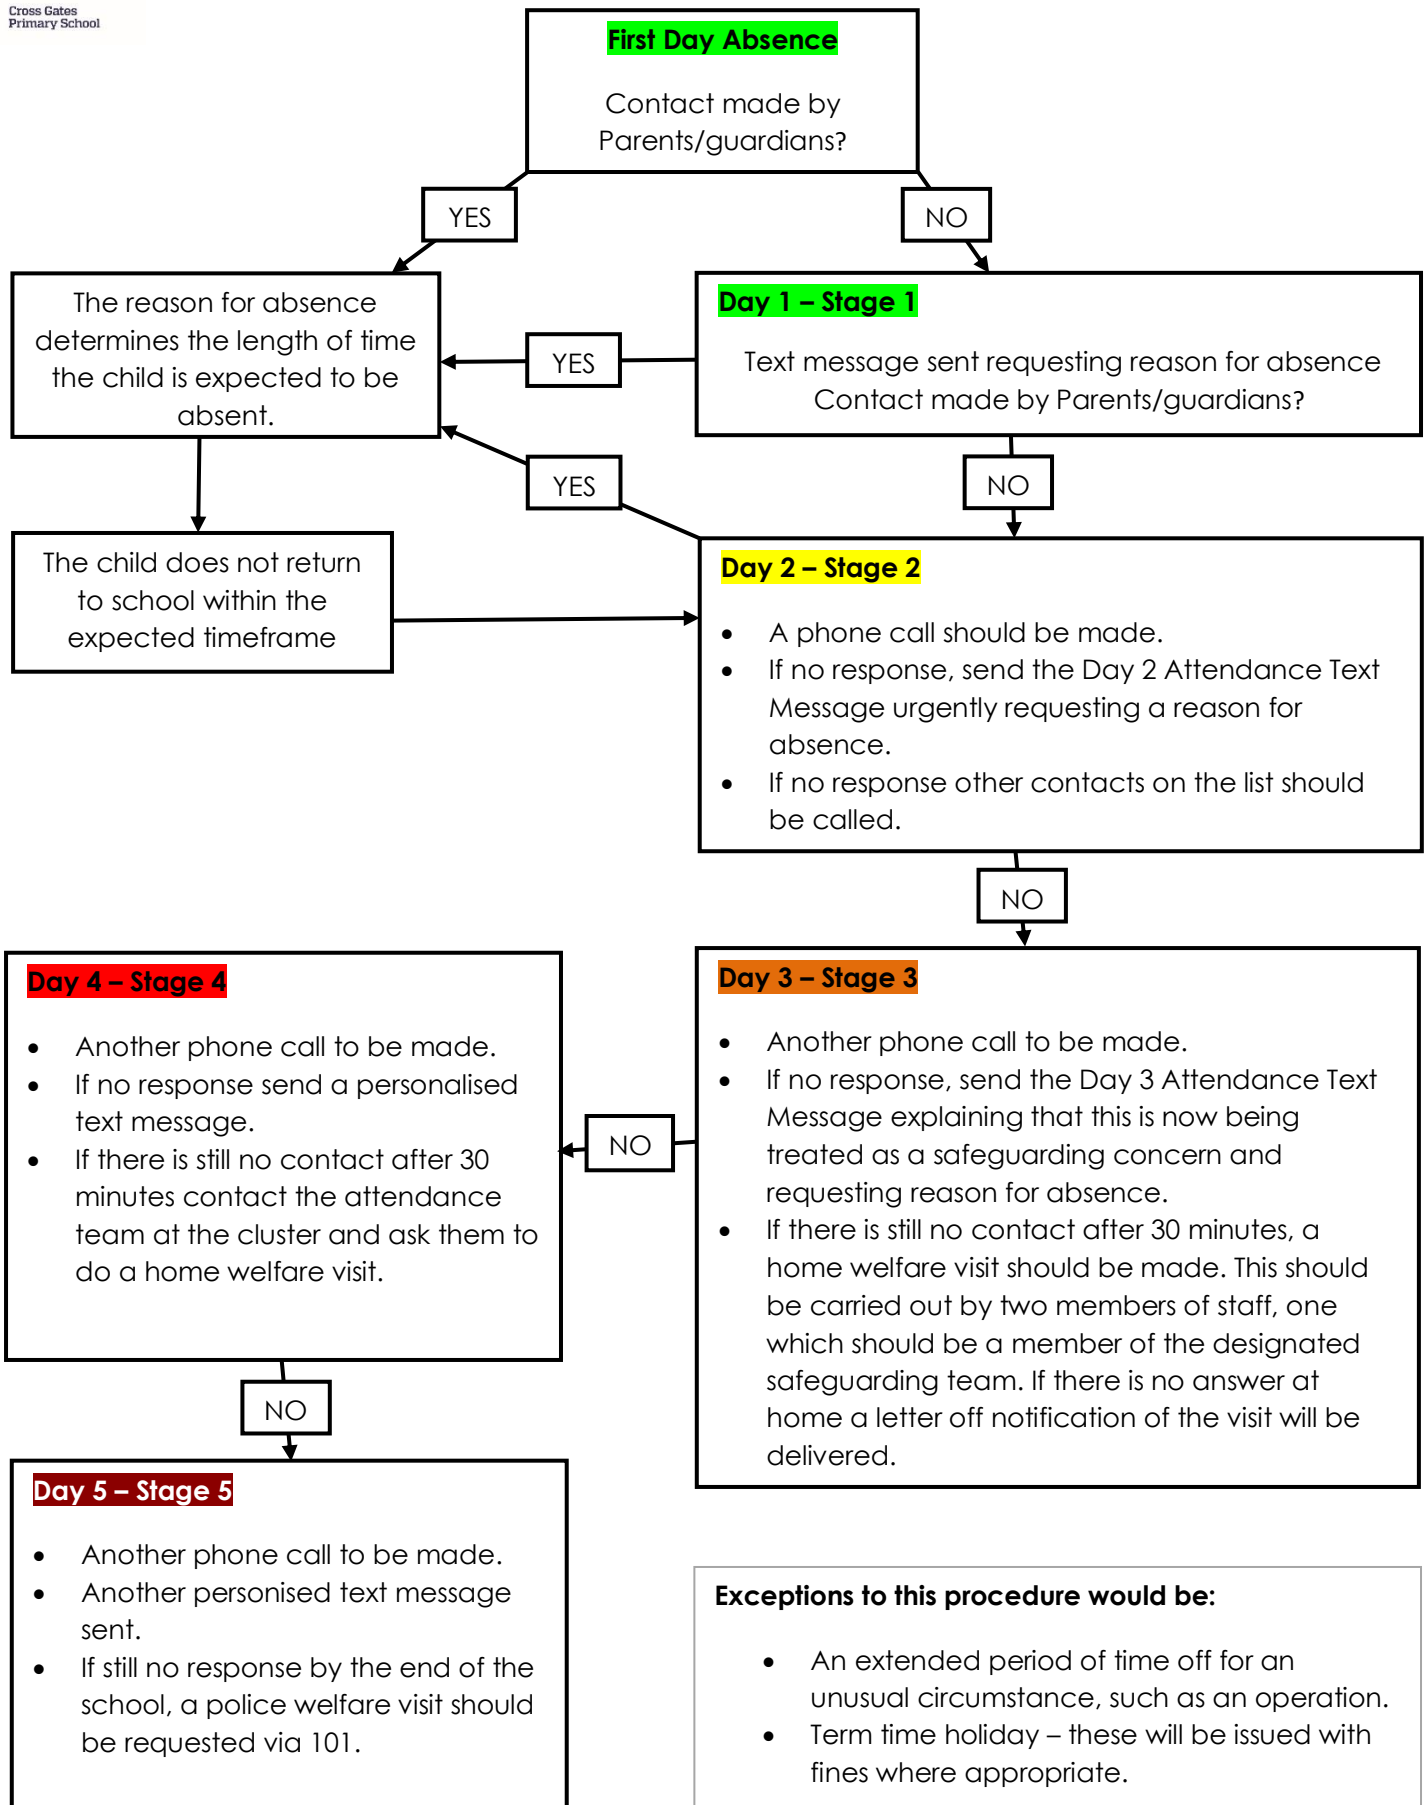 Cross Gates
Primary School
First Day Absence
Contact made by
Parents/guardians?
YES
NO
The reason for absence
determines the length of time
the child is expected to be
absent.
Day 1 – Stage 1
Text message sent requesting reason for absence
Contact made by Parents/guardians?
YES
YES
NO
The child does not return
to school within the
expected timeframe
Day 2 – Stage 2
• A phone call should be made.
• If no response, send the Day 2 Attendance Text
Message urgently requesting a reason for
absence.
• If no response other contacts on the list should
be called.
NO
Day 3 – Stage 3
• Another phone call to be made.
• If no response, send the Day 3 Attendance Text
Message explaining that this is now being
treated as a safeguarding concern and
requesting reason for absence.
• If there is still no contact after 30 minutes, a
home welfare visit should be made. This should
be carried out by two members of staff, one
which should be a member of the designated
safeguarding team. If there is no answer at
home a letter off notification of the visit will be
delivered.
NO
Day 4 – Stage 4
• Another phone call to be made.
• If no response send a personalised
text message.
• If there is still no contact after 30
minutes contact the attendance
team at the cluster and ask them to
do a home welfare visit.
NO
Day 5 – Stage 5
• Another phone call to be made.
• Another personised text message
sent.
• If still no response by the end of the
school, a police welfare visit should
be requested via 101.
Exceptions to this procedure would be:
• An extended period of time off for an
unusual circumstance, such as an operation.
• Term time holiday – these will be issued with
fines where appropriate.